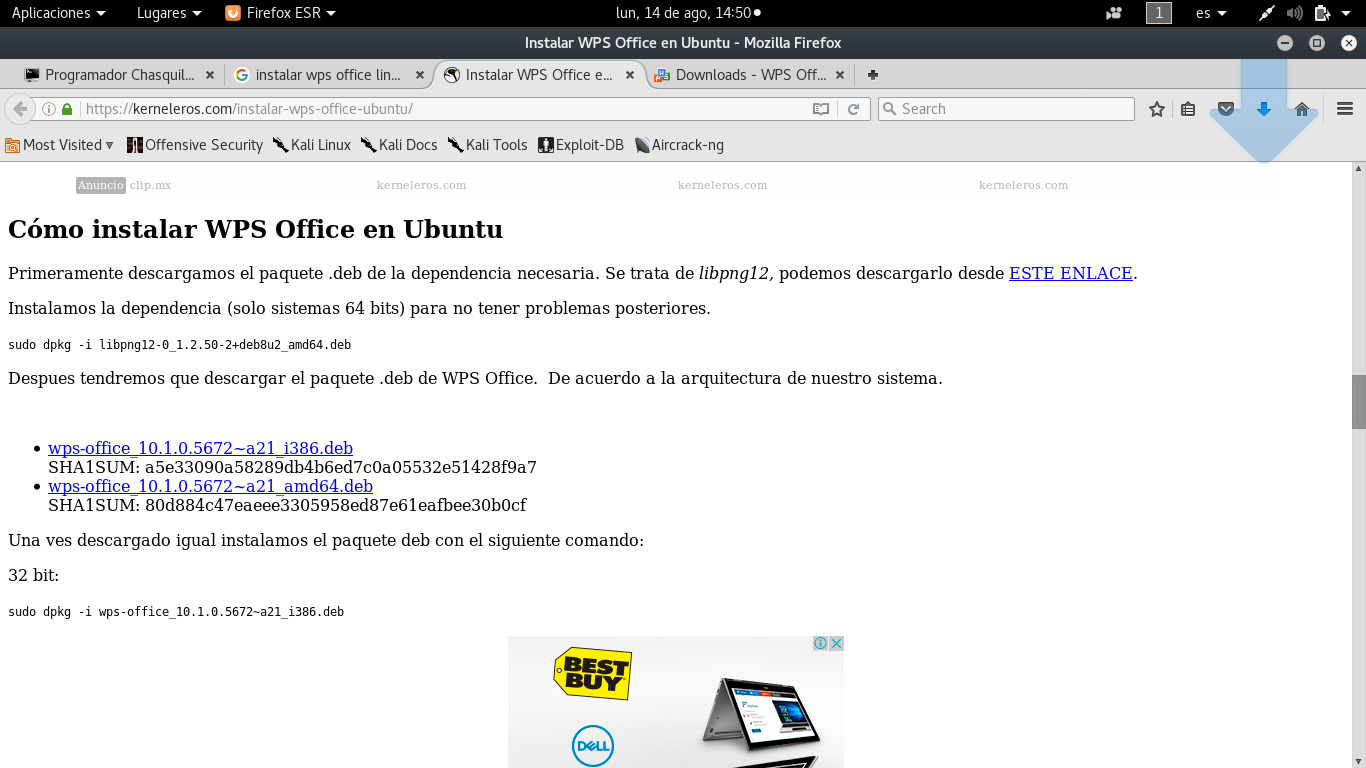 Aplicaciones Lugares Firefox ESR lun, 14 de ago, 14:50 1 es
Instalar WPS Office en Ubuntu - Mozilla Firefox
Programador Chasquil... instalar wps office lin... Instalar WPS Office e... Downloads - WPS Off...
https://kerneleros.com/instalar-wps-office-ubuntu/ Search
Most Visited Offensive Security Kali Linux Kali Docs Kali Tools Exploit-DB Aircrack-ng
Anuncio clip.mx kerneleros.com kerneleros.com kerneleros.com
Cómo instalar WPS Office en Ubuntu
Primeramente descargamos el paquete .deb de la dependencia necesaria. Se trata de libpng12, podemos descargarlo desde ESTE ENLACE.
Instalamos la dependencia (solo sistemas 64 bits) para no tener problemas posteriores.
sudo dpkg -i libpng12-0_1.2.50-2+deb8u2_amd64.deb
Despues tendremos que descargar el paquete .deb de WPS Office.  De acuerdo a la arquitectura de nuestro sistema.
• wps-office_10.1.0.5672~a21_i386.deb
SHA1SUM: a5e33090a58289db4b6ed7c0a05532e51428f9a7
• wps-office_10.1.0.5672~a21_amd64.deb
SHA1SUM: 80d884c47eaeee3305958ed87e61eafbee30b0cf
Una ves descargado igual instalamos el paquete deb con el siguiente comando:
32 bit:
sudo dpkg -i wps-office_10.1.0.5672~a21_i386.deb
BEST BUY
DELL